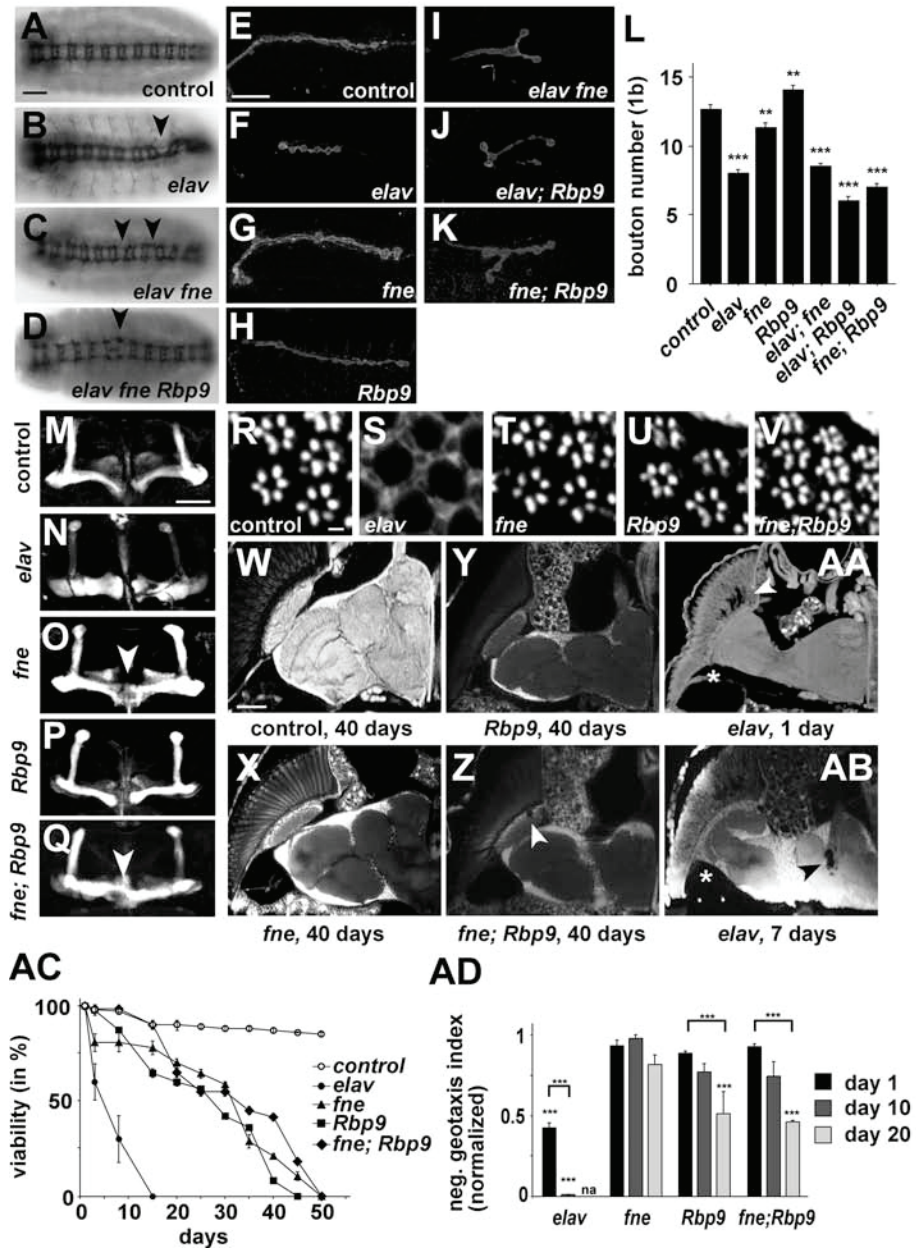 A
control
B
elav
C
elav fne
D
elav fne Rbp9
E
control
F
elav
G
fne
H
Rbp9
I
elav fne
J
elav; Rbp9
K
fne; Rbp9
L
bouton number (1b)
15
10
5
0
***
**
**
***
***
***
control
elav
fne
Rbp9
elav; fne
elav; Rbp9
fne; Rbp9
M
control
N
elav
O
fne
P
Rbp9
Q
fne; Rbp9
R
control
S
elav
T
fne
U
Rbp9
V
fne;Rbp9
W
control, 40 days
Y
Rbp9, 40 days
AA
*
elav, 1 day
X
fne, 40 days
Z
fne; Rbp9, 40 days
AB
*
elav, 7 days
AC
viability (in %)
100
50
0
0 10 20 30 40 50
days
control
elav
fne
Rbp9
fne; Rbp9
AD
neg. geotaxis index
(normalized)
1
0.5
0
***
***
***
na
***
***
***
***
elav
fne
Rbp9
fne;Rbp9
day 1
day 10
day 20